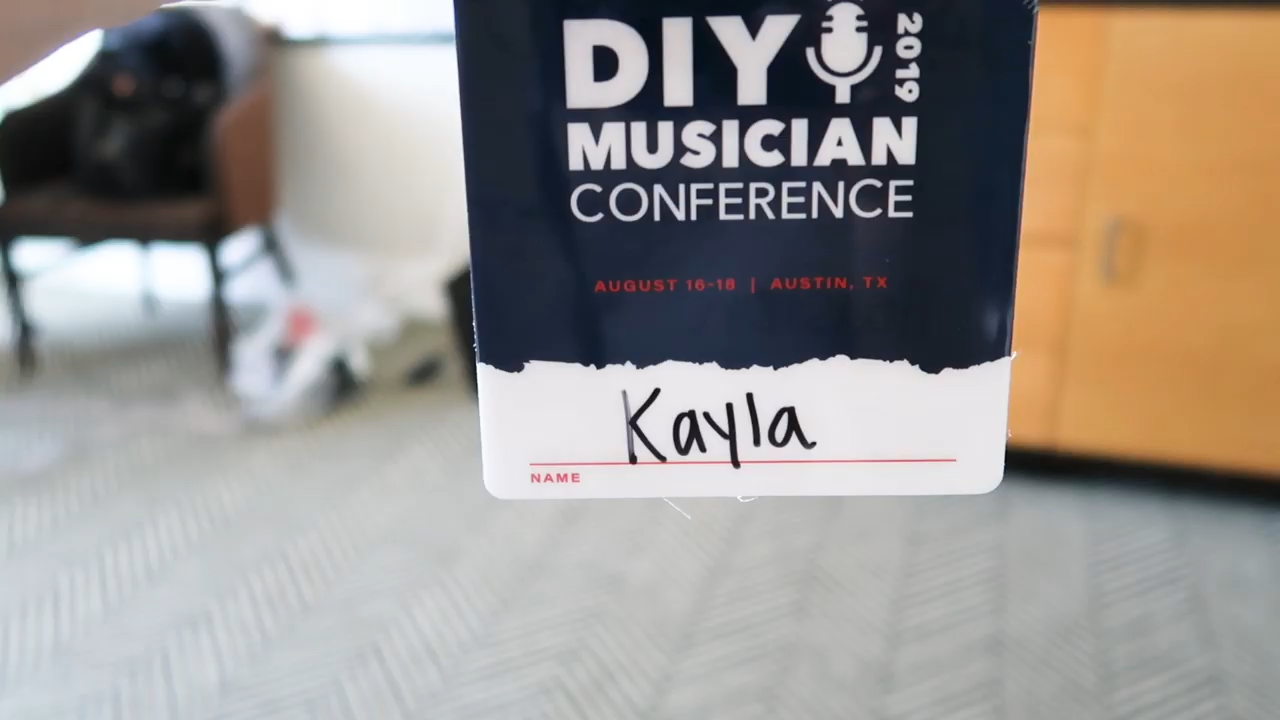 DIY 2019
MUSICIAN
CONFERENCE
AUGUST 16-18 | AUSTIN, TX
Kayla
NAME